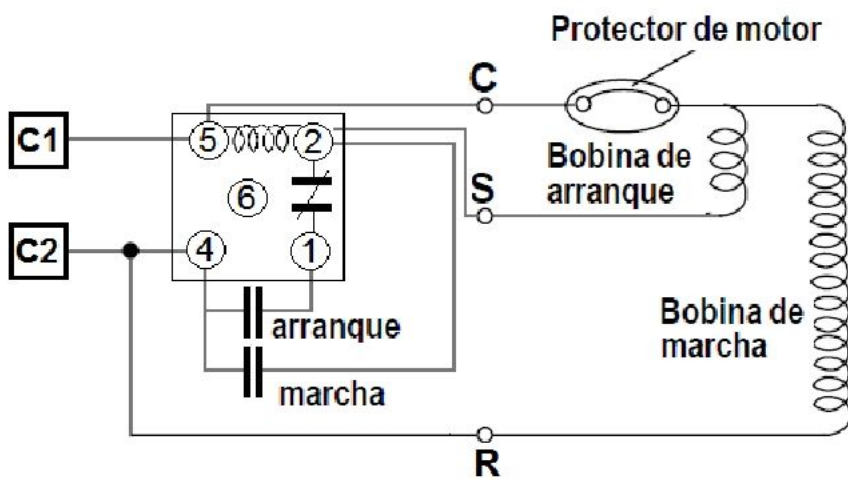 Protector de motor
C
C1
5
2
Bobina de
arranque
6
S
C2
4
1
arranque
Bobina de
marcha
marcha
R